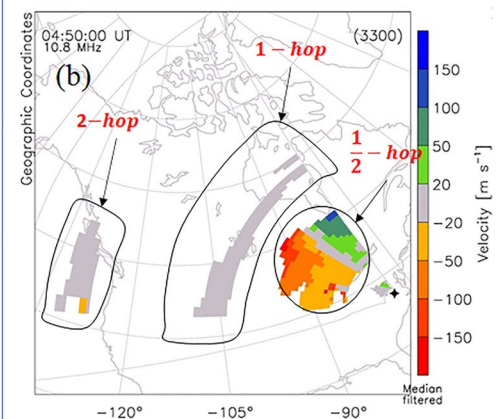 04:50:00 UT
10.8 MHz
(3300)
(b)
1-hop
2-hop
1/2-hop
Geographic Coordinates
150
100
50
20
-20
-50
-100
-150
Velocity [m s⁻¹]
Median
filtered
-120°
-105°
-90°